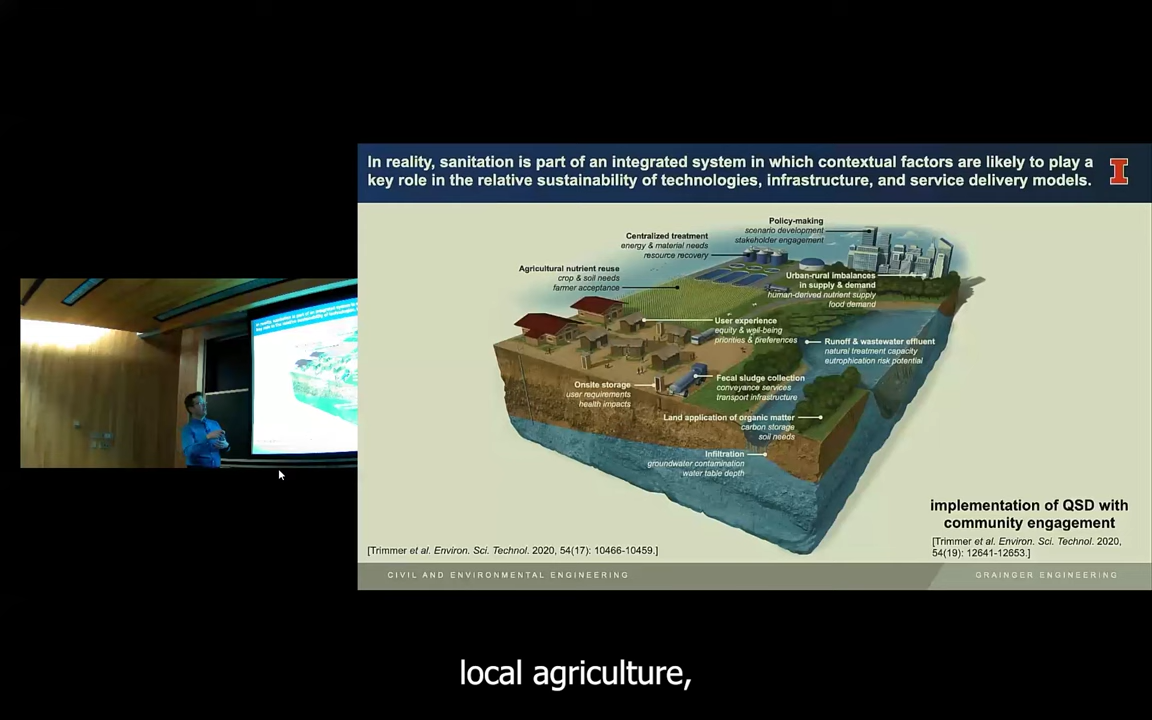 In reality, sanitation is part of an integrated system in which contextual factors are likely to play a
key role in the relative sustainability of technologies, infrastructure, and service delivery models.
I
Policy-making
scenario development
stakeholder engagement
Centralized treatment
energy & material needs
resource recovery
Agricultural nutrient reuse
crop & soil needs
farmer acceptance
Urban-rural imbalances
in supply & demand
human-derived nutrient supply
food demand
User experience
equity & well-being
priorities & preferences
Runoff & wastewater effluent
natural treatment capacity
eutrophication risk potential
Onsite storage
user requirements
health impacts
Fecal sludge collection
conveyance services
transport infrastructure
Land application of organic matter
carbon storage
soil needs
Infiltration
groundwater contamination
water table depth
implementation of QSD with
community engagement
[Trimmer et al. Environ. Sci. Technol. 2020,
54(19): 12641-12653.]
[Trimmer et al. Environ. Sci. Technol. 2020, 54(17): 10466-10459.]
CIVIL AND ENVIRONMENTAL ENGINEERING
GRAINGER ENGINEERING
local agriculture,